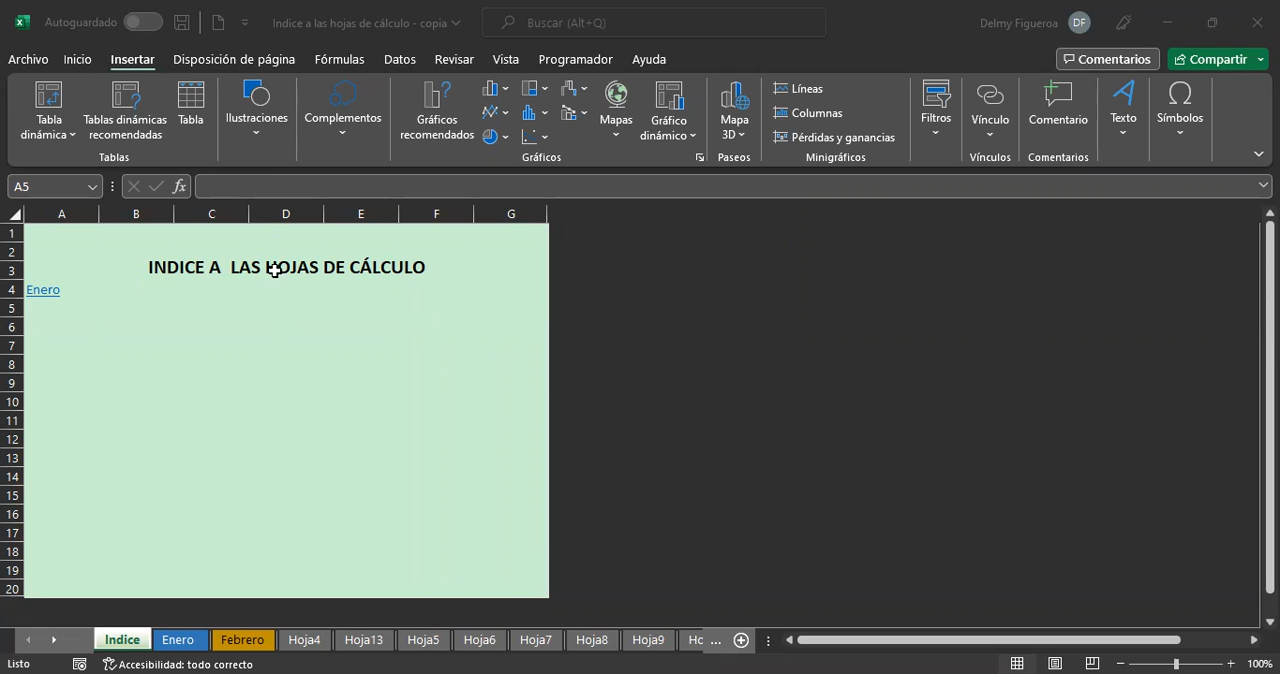 Autoguardado Indice a las hojas de cálculo - copia Buscar (Alt+Q) Delmy Figueroa DF
Archivo Inicio Insertar Disposición de página Fórmulas Datos Revisar Vista Programador Ayuda Comentarios Compartir
Tabla dinámica
Tablas dinámicas recomendadas
Tabla
Tablas
Ilustraciones
Complementos
Gráficos recomendados
Mapas
Gráfico dinámico
Gráficos
Mapa 3D
Paseos
Líneas
Columnas
Pérdidas y ganancias
Minigráficos
Filtros
Vínculo
Vínculos
Comentario
Comentarios
Texto
Símbolos
A5 fx
A B C D E F G
1
2
3 INDICE A LAS HOJAS DE CÁLCULO
4 Enero
5
6
7
8
9
10
11
12
13
14
15
16
17
18
19
20
Indice Enero Febrero Hoja4 Hoja13 Hoja5 Hoja6 Hoja7 Hoja8 Hoja9 Ho ...
Listo Accesibilidad: todo correcto 100%